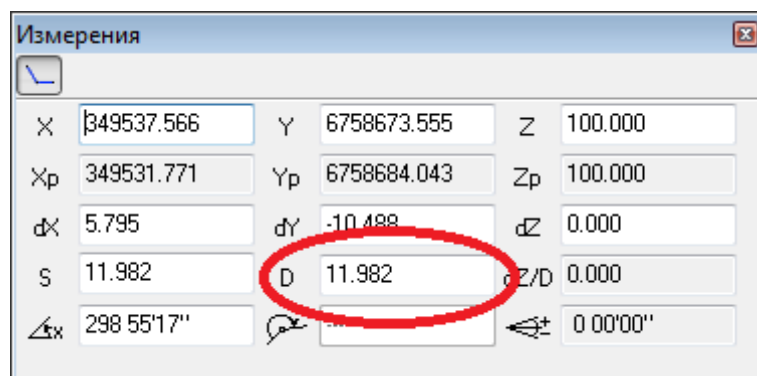 Измерения
X 349537.566 Y 6758673.555 Z 100.000
Xp 349531.771 Yp 6758684.043 Zp 100.000
dX 5.795 dY -10.488 dZ 0.000
S 11.982 D 11.982 dZ/D 0.000
x 298 55'17'' ± 0 00'00''